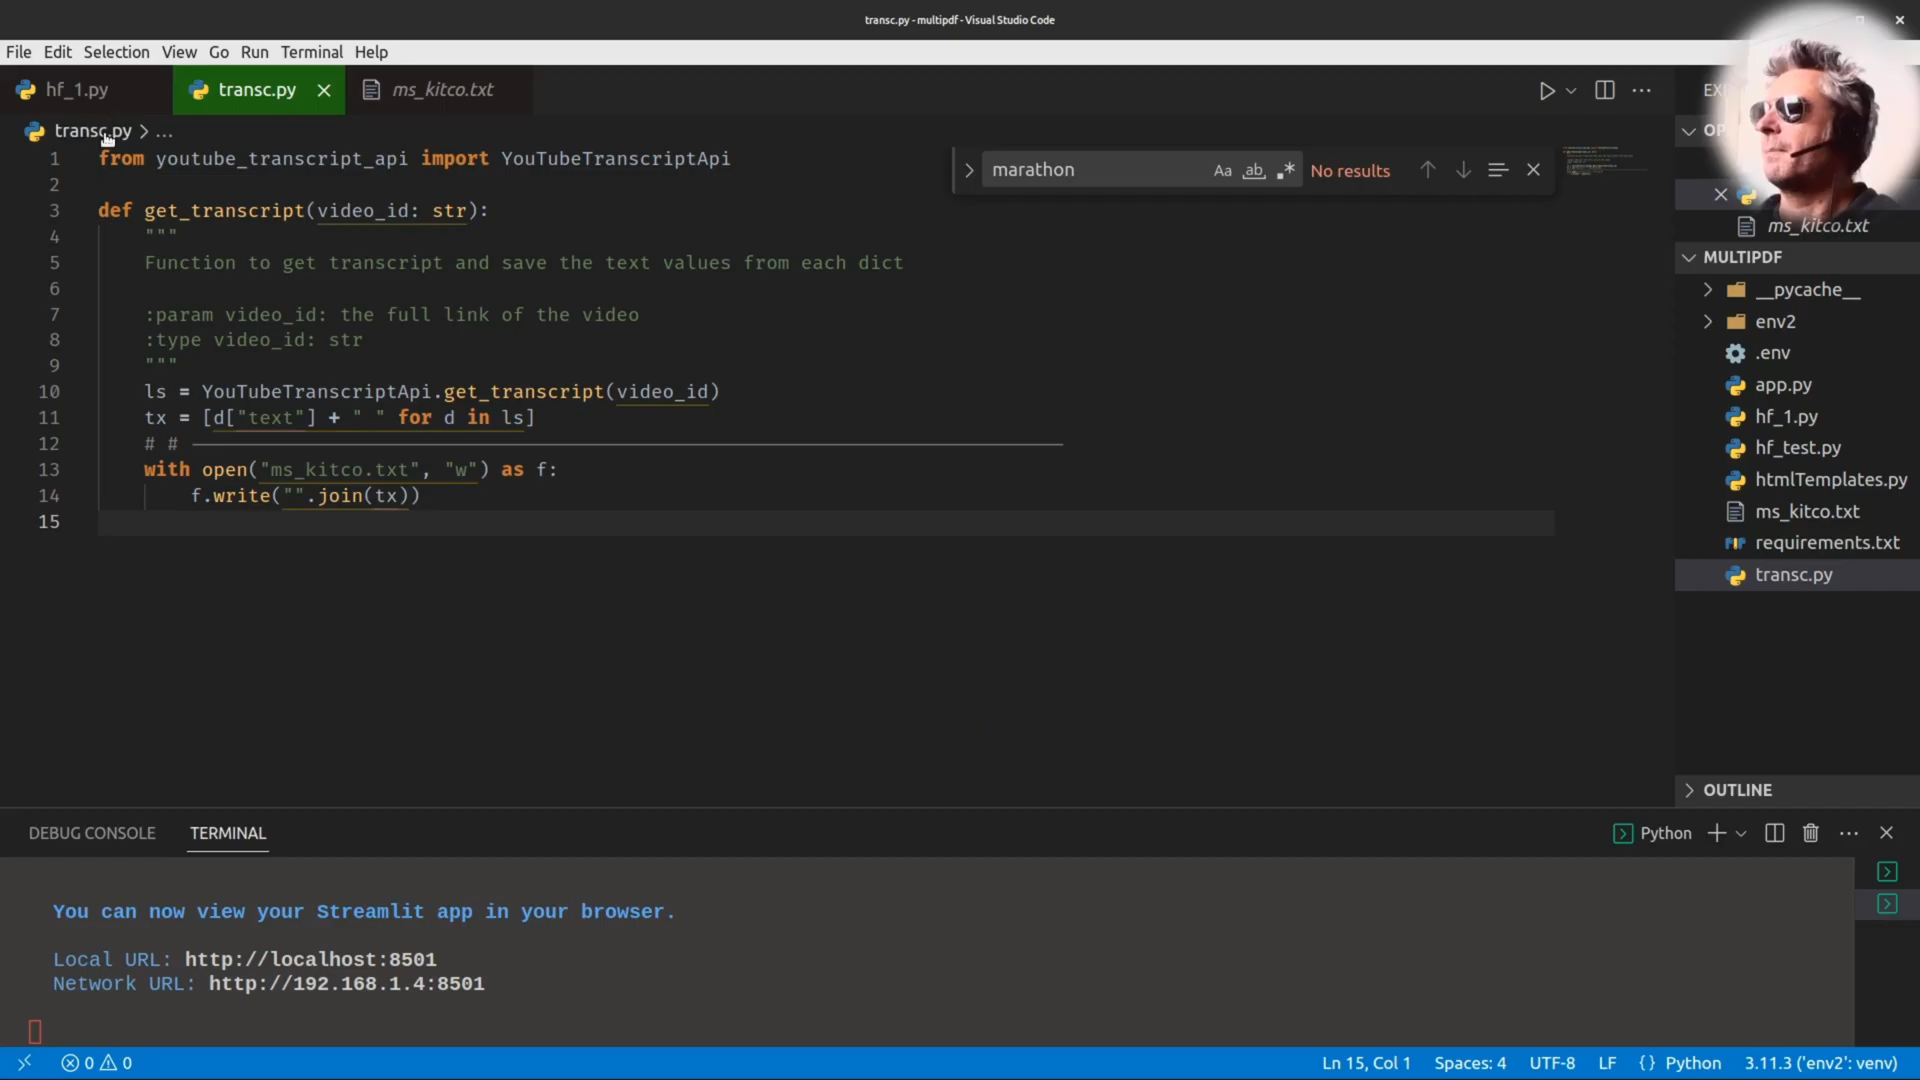 transc.py - multipdf - Visual Studio Code
File Edit Selection View Go Run Terminal Help
hf_1.py transc.py ms_kitco.txt
transc.py > ...
1 from youtube_transcript_api import YouTubeTranscriptApi
2
3 def get_transcript(video_id: str):
4 """
5 Function to get transcript and save the text values from each dict
6
7 :param video_id: the full link of the video
8 :type video_id: str
9 """
10 ls = YouTubeTranscriptApi.get_transcript(video_id)
11 tx = [d["text"] + " " for d in ls]
12 # # ─────────────────────────────
13 with open("ms_kitco.txt", "w") as f:
14 f.write("".join(tx))
15
marathon Aa ab .* No results
EX
OP
ms_kitco.txt
MULTIPDF
__pycache__
env2
.env
app.py
hf_1.py
hf_test.py
htmlTemplates.py
ms_kitco.txt
requirements.txt
transc.py
OUTLINE
DEBUG CONSOLE TERMINAL
Python
You can now view your Streamlit app in your browser.
Local URL: http://localhost:8501
Network URL: http://192.168.1.4:8501
0 0 Ln 15, Col 1 Spaces: 4 UTF-8 LF {} Python 3.11.3 ('env2': venv)